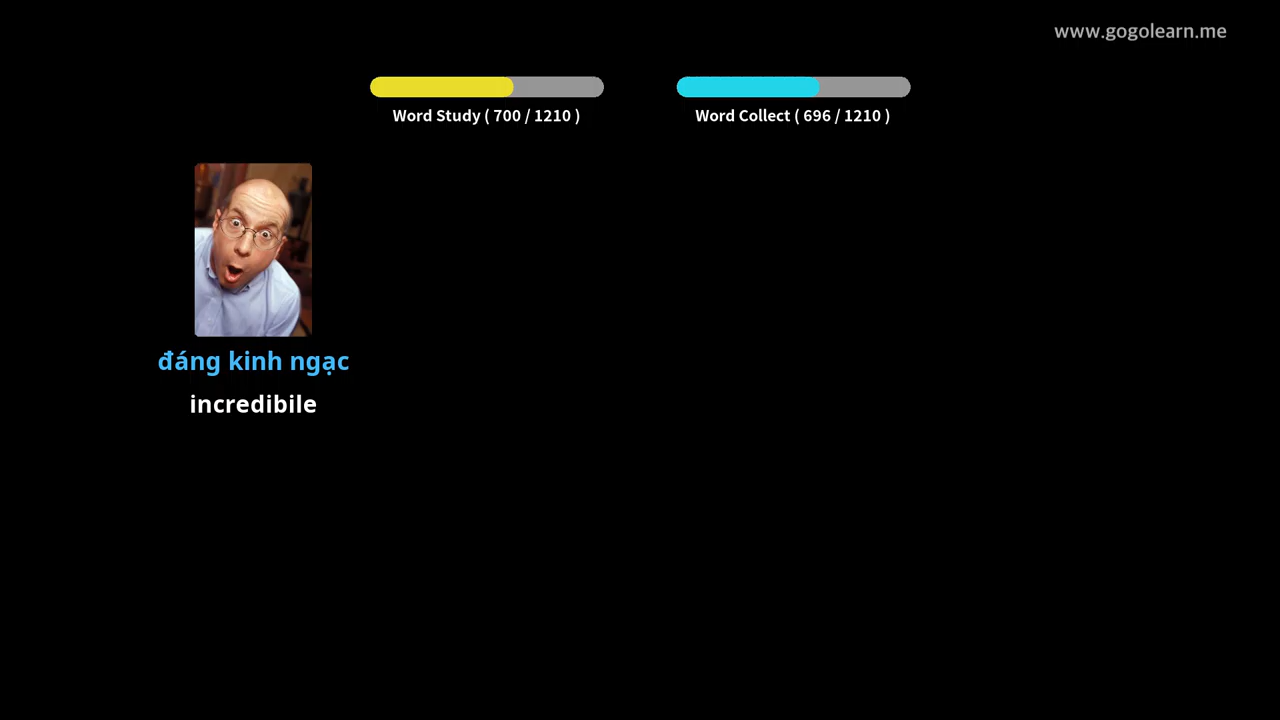 www.gogolearn.me
Word Study ( 700 / 1210 )
Word Collect ( 696 / 1210 )
đáng kinh ngạc
incredibile